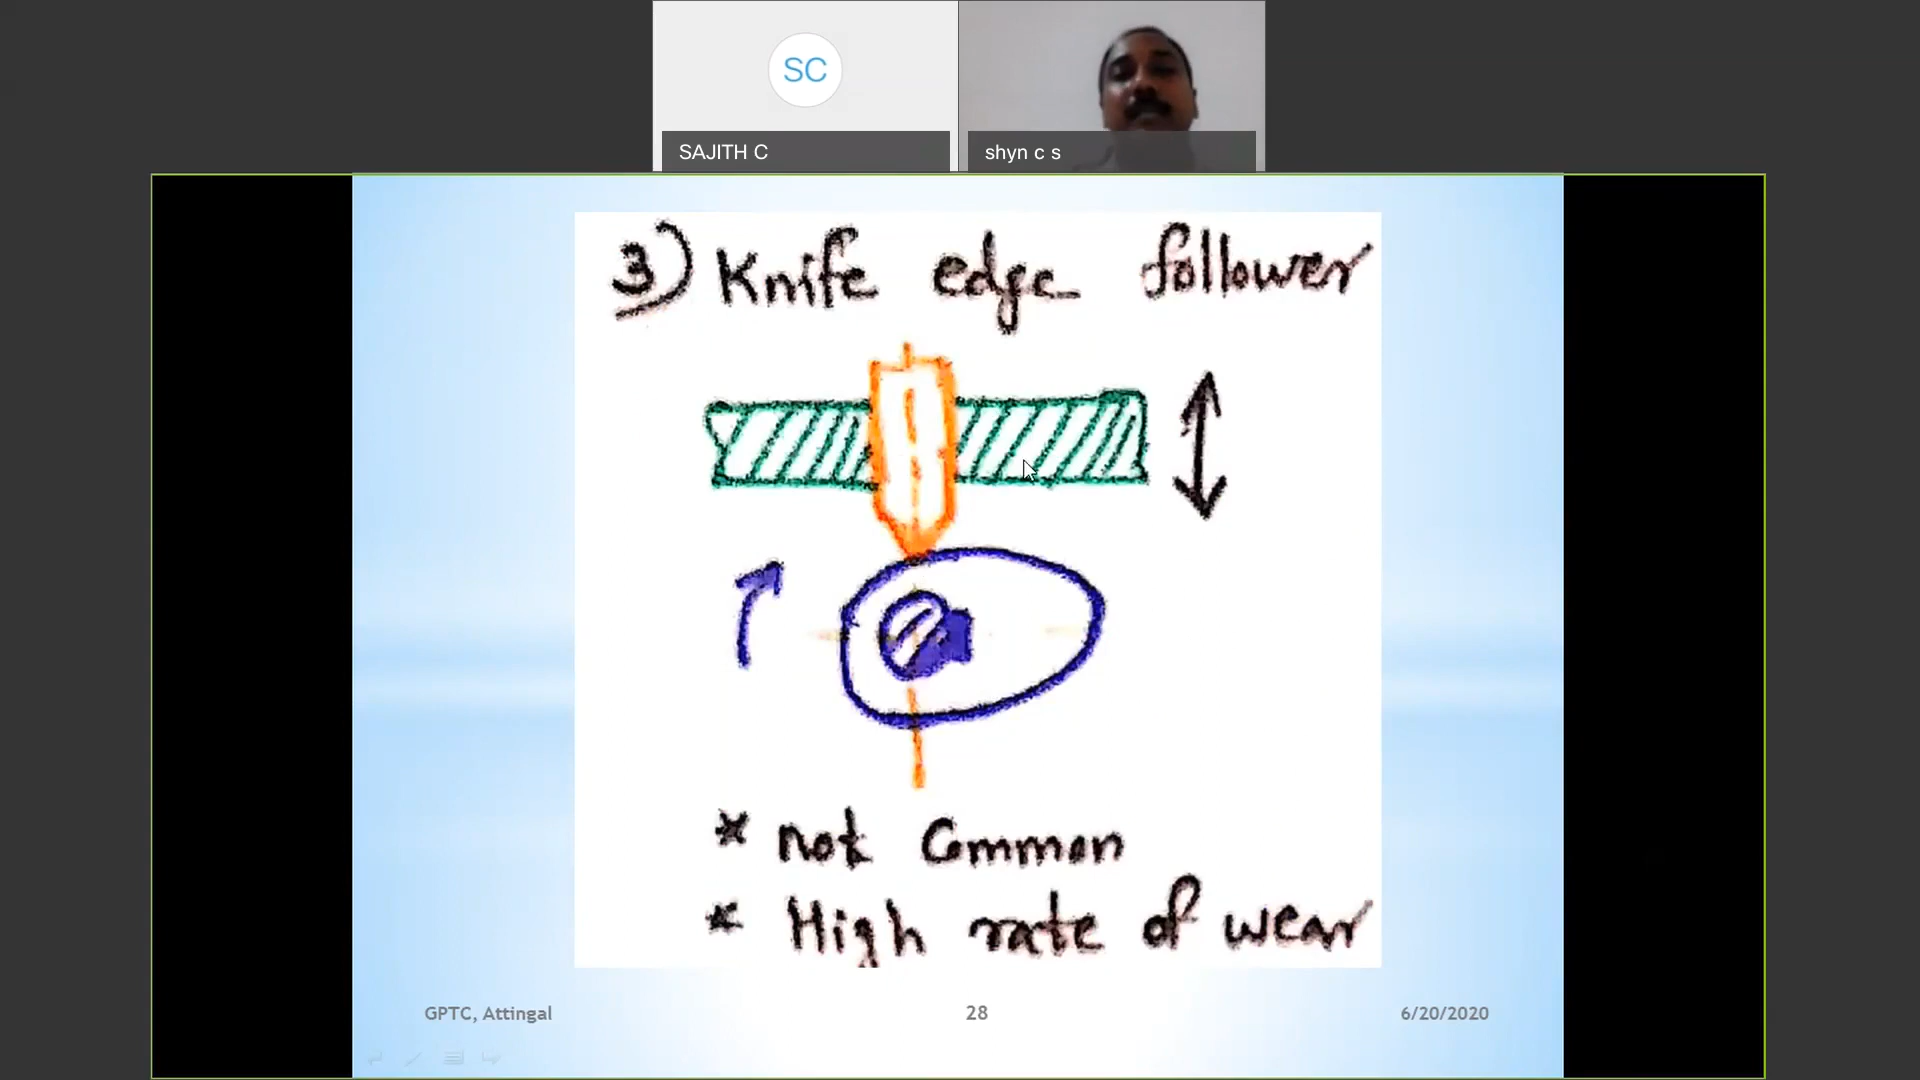 SC
SAJITH C
shyn c s
3) Knife edge follower
* not Common
* High rate of wear
GPTC, Attingal
28
6/20/2020